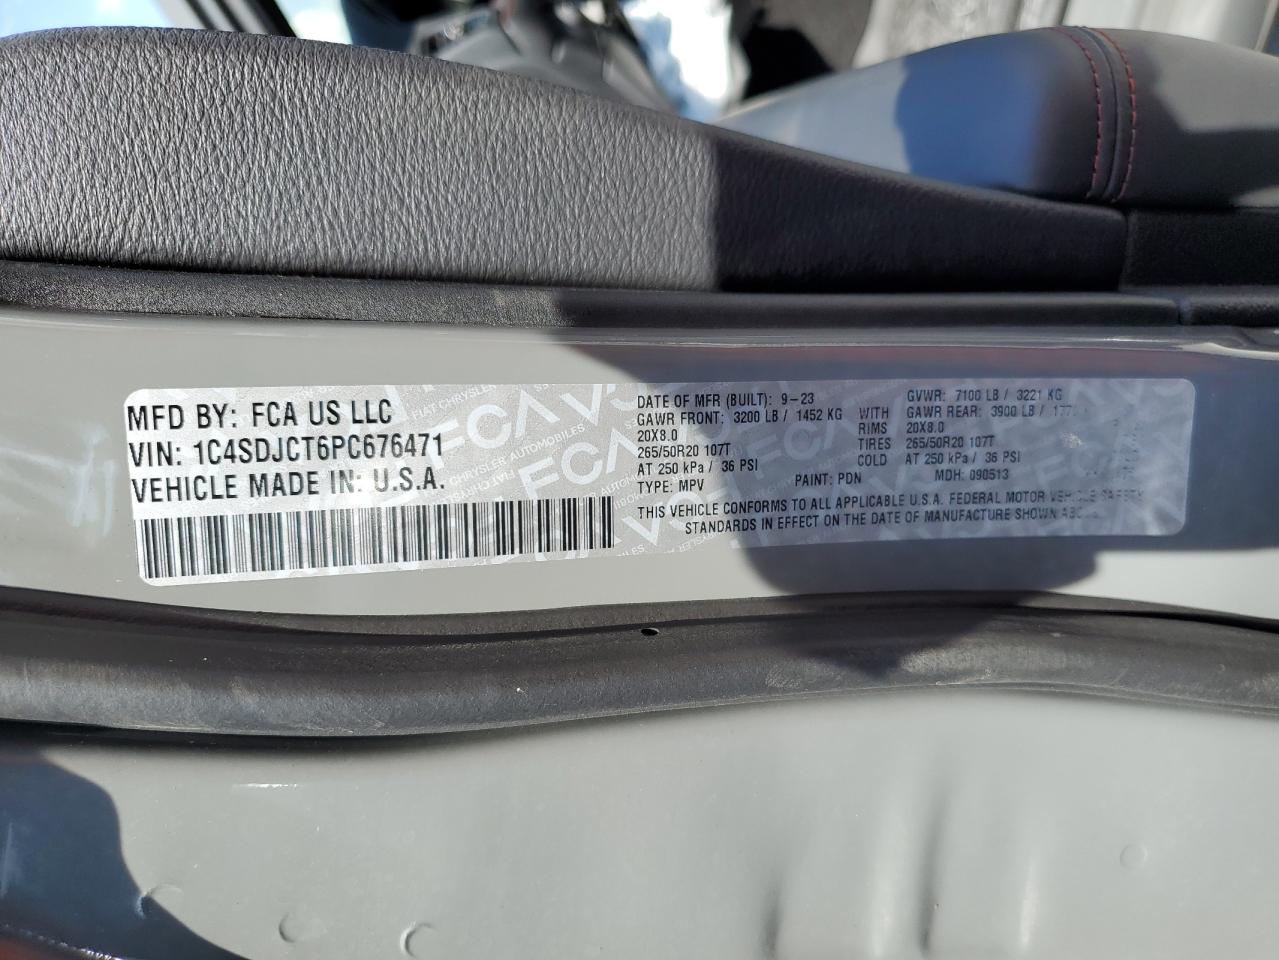 MFD BY: FCA US LLC
VIN: 1C4SDJCT6PC676471
VEHICLE MADE IN: U.S.A.
DATE OF MFR (BUILT): 9-23 GVWR: 7100 LB / 3221 KG
GAWR FRONT: 3200 LB / 1452 KG WITH GAWR REAR: 3900 LB /
20X8.0 RIMS 20X8.0
265/50R20 107T TIRES 265/50R20 107T
AT 250 kPa / 36 PSI COLD AT 250 kPa / 36 PSI
TYPE: MPV PAINT: PDN MDH: 090513
THIS VEHICLE CONFORMS TO ALL APPLICABLE U.S.A. FEDERAL MOTOR VEHICLE SAFETY
STANDARDS IN EFFECT ON THE DATE OF MANUFACTURE SHOWN